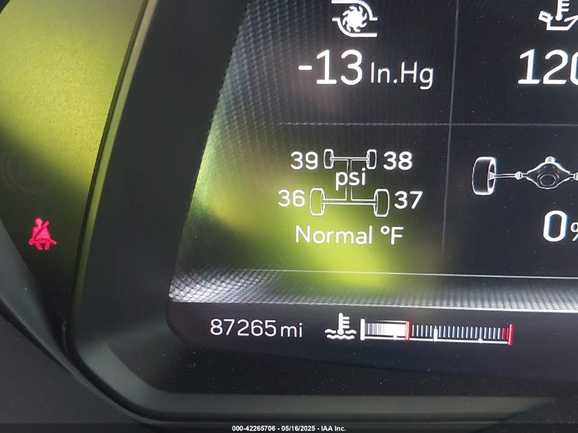 -13 In.Hg
120
39 38
psi
36 37
Normal °F
0%
87265 mi
000-42265706 - 05/16/2025 - IAA Inc.